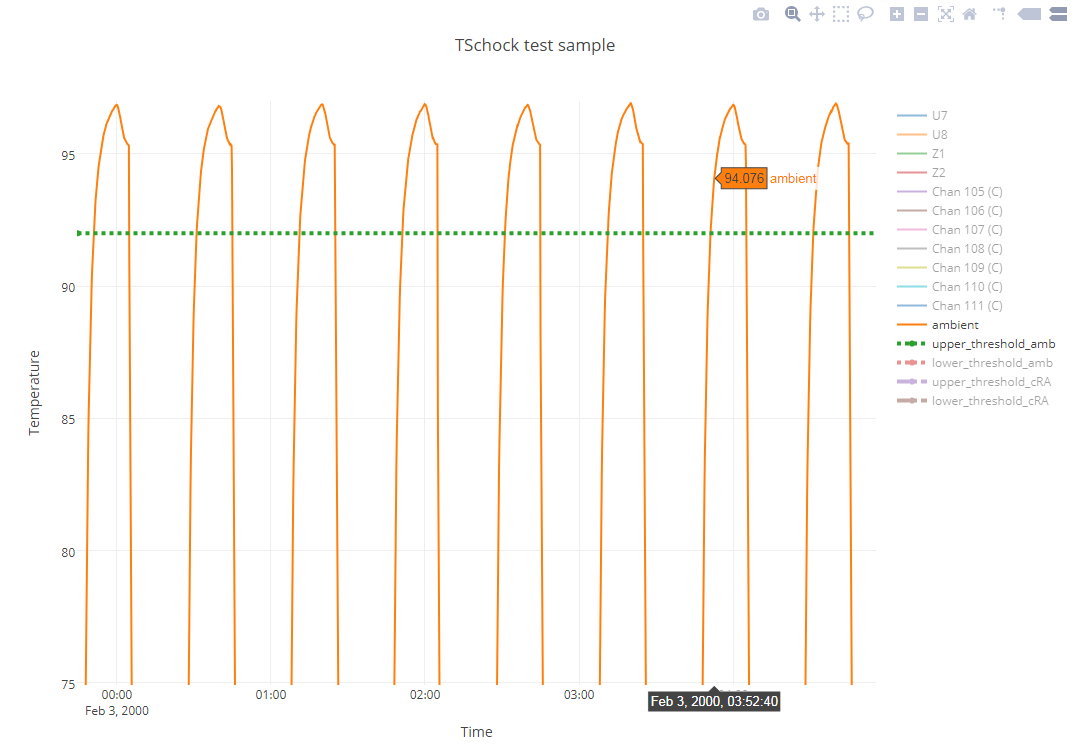 TSchock test sample
95
90
85
80
75
Temperature
94.076 ambient
00:00
01:00
02:00
03:00
Feb 3, 2000
Feb 3, 2000, 03:52:40
Time
U7
U8
Z1
Z2
Chan 105 (C)
Chan 106 (C)
Chan 107 (C)
Chan 108 (C)
Chan 109 (C)
Chan 110 (C)
Chan 111 (C)
ambient
upper_threshold_amb
lower_threshold_amb
upper_threshold_cRA
lower_threshold_cRA